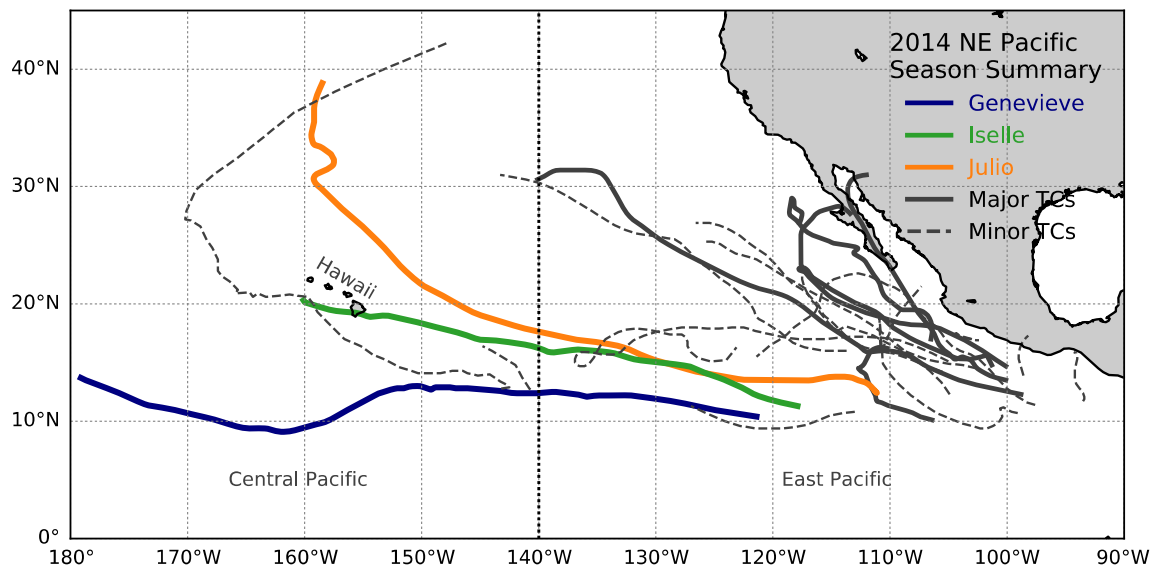 2014 NE Pacific
Season Summary
Genevieve
Iselle
Julio
Major TCs
Minor TCs
40°N
30°N
20°N
10°N
0°
Hawaii
Central Pacific
East Pacific
180°
170°W
160°W
150°W
140°W
130°W
120°W
110°W
100°W
90°W